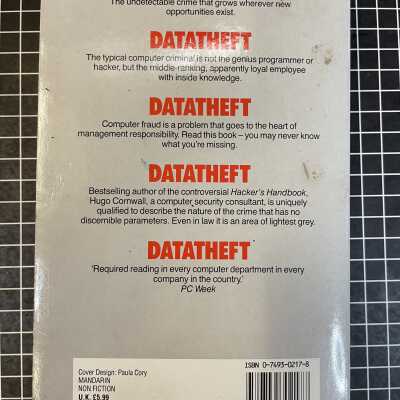 The undetectable crime that grows wherever new
opportunities exist.
DATATHEFT
The typical computer criminal is not the genius programmer or
hacker, but the middle-ranking, apparently loyal employee
with inside knowledge.
DATATHEFT
Computer fraud is a problem that goes to the heart of
management responsibility. Read this book – you may never know
what you're missing.
DATATHEFT
Bestselling author of the controversial Hacker's Handbook,
Hugo Cornwall, a computer security consultant, is uniquely
qualified to describe the nature of the crime that has no
discernible parameters. Even in law it is an area of lightest grey.
DATATHEFT
'Required reading in every computer department in every
company in the country.'
PC Week
Cover Design: Paula Cory
MANDARIN
NON FICTION
U.K. £5.99
ISBN 0-7493-0217-8